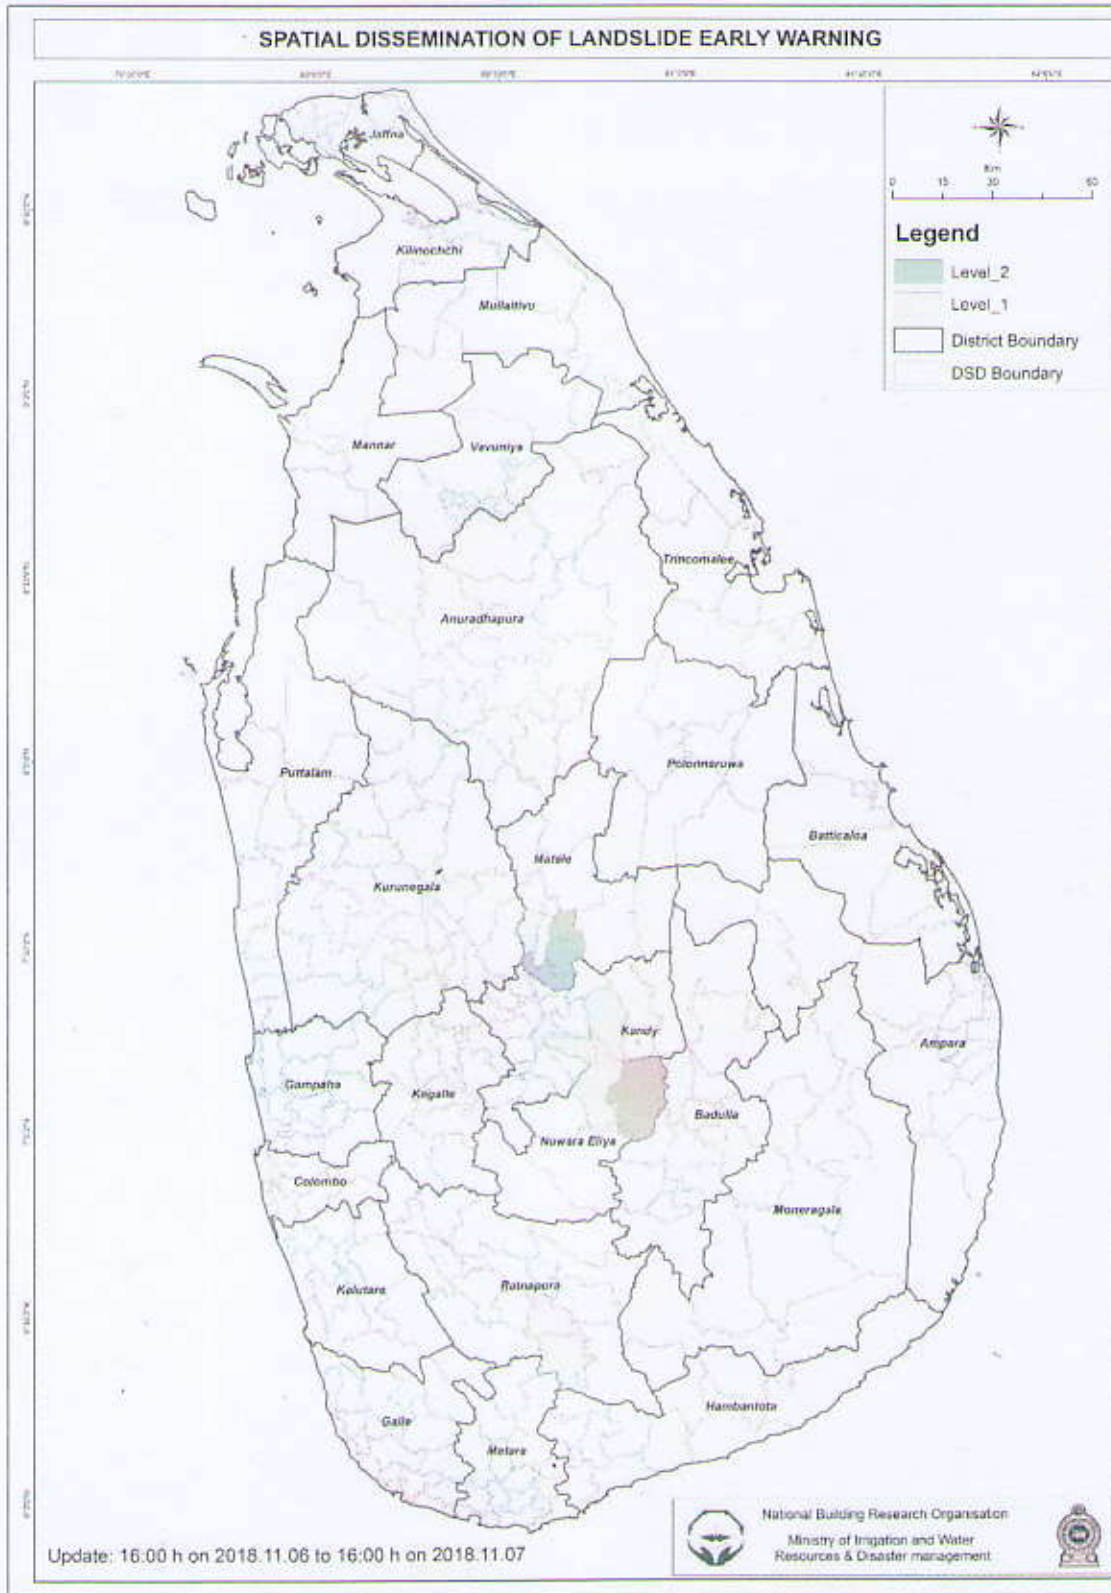 SPATIAL DISSEMINATION OF LANDSLIDE EARLY WARNING
Km
0 15 30 60
Legend
Level_2
Level_1
District Boundary
DSD Boundary
Jaffna
Kilinochchi
Mullaitivu
Mannar
Vavuniya
Trincomalee
Anuradhapura
Puttalam
Polonnaruwa
Batticaloa
Matale
Kurunegala
Kandy
Ampara
Gampaha
Kegalle
Badulla
Nuwara Eliya
Colombo
Moneragala
Ratnapura
Kalutara
Hambantota
Galle
Matara
National Building Research Organisation
Ministry of Irrigation and Water
Resources & Disaster management
Update: 16:00 h on 2018.11.06 to 16:00 h on 2018.11.07